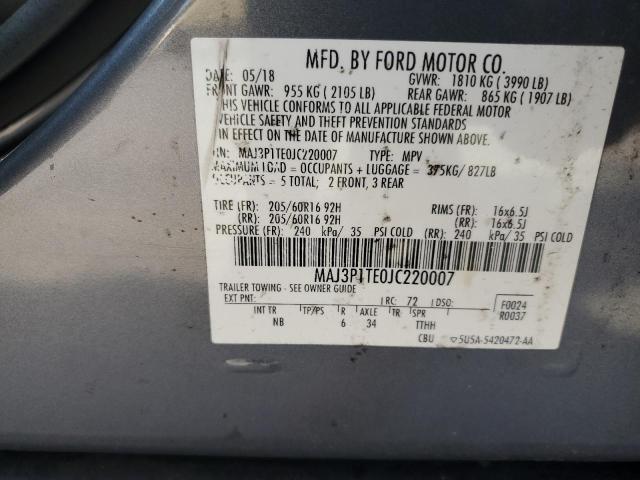 MFD. BY FORD MOTOR CO.
DATE: 05/18 GVWR: 1810 KG ( 3990 LB)
FRONT GAWR: 955 KG ( 2105 LB) REAR GAWR: 865 KG ( 1907 LB)
THIS VEHICLE CONFORMS TO ALL APPLICABLE FEDERAL MOTOR
VEHICLE SAFETY AND THEFT PREVENTION STANDARDS
IN EFFECT ON THE DATE OF MANUFACTURE SHOWN ABOVE.
VIN: MAJ3P1TE0JC220007 TYPE: MPV
MAXIMUM LOAD = OCCUPANTS + LUGGAGE = 375KG/ 827LB
OCCUPANTS = 5 TOTAL; 2 FRONT, 3 REAR
TIRE (FR): 205/60R16 92H RIMS (FR): 16x6.5J
(RR): 205/60R16 92H (RR): 16x6.5J
PRESSURE (FR): 240 kPa/ 35 PSI COLD (RR): 240 kPa/ 35 PSI COLD
MAJ3P1TE0JC220007
TRAILER TOWING - SEE OWNER GUIDE
EXT PNT: RC: 72 DSO: F0024
R0037
INT TR TP/PS R AXLE TR SPR
NB 6 34 TTHH
CBU 5U5A-5420472-AA